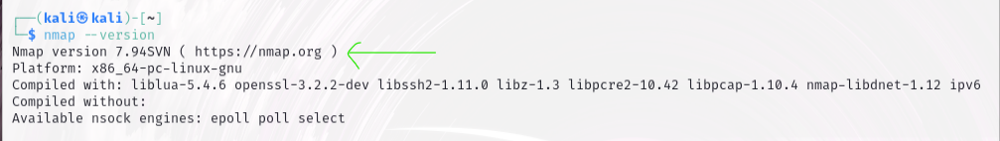 ┌──(kali㉿kali)-[~]
└─$ nmap --version
Nmap version 7.94SVN ( https://nmap.org )
Platform: x86_64-pc-linux-gnu
Compiled with: liblua-5.4.6 openssl-3.2.2-dev libssh2-1.11.0 libz-1.3 libpcre2-10.42 libpcap-1.10.4 nmap-libdnet-1.12 ipv6
Compiled without:
Available nsock engines: epoll poll select